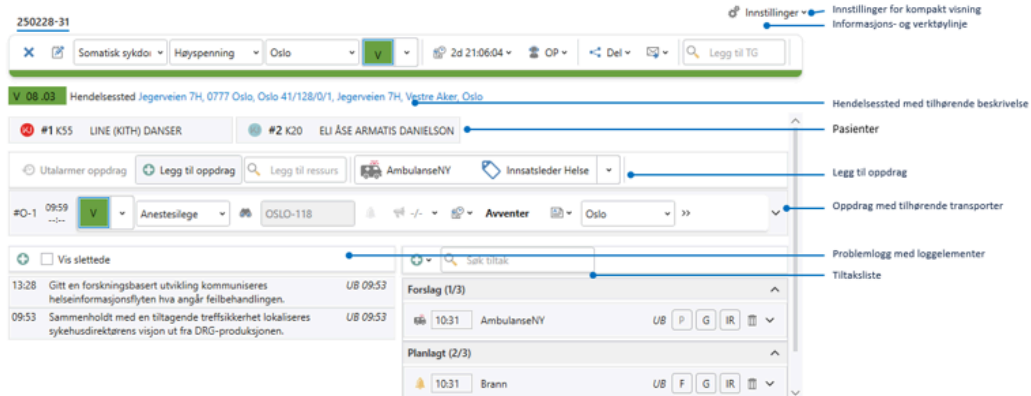 250228-31
Innstillinger
Innstillinger for kompakt visning
Informasjons- og verktøylinje
Somatisk sykdor Høyspenning Oslo V 2d 21:06:04 OP Del Legg til TG
V 08 .03 Hendelsessted Jegerveien 7H, 0777 Oslo, Oslo 41/128/0/1, Jegerveien 7H, Vestre Aker, Oslo
Hendelsessted med tilhørende beskrivelse
#1 K55 LINE (KITH) DANSER #2 K20 ELI ÅSE ARMATIS DANIELSON
Pasienter
Utalarmer oppdrag Legg til oppdrag Legg til ressurs AmbulanseNY Innsatsleder Helse
Legg til oppdrag
#O-1 09:59 --:-- V Anestesilege OSLO-118 -/- Avventer Oslo >>
Oppdrag med tilhørende transporter
Vis slettede Søk tiltak
Problemlogg med loggelementer
Tiltaksliste
13:28 Gitt en forskningsbasert utvikling kommuniseres UB 09:53
helseinformasjonsflyten hva angår feilbehandlingen.
09:53 Sammenholdt med en tiltagende treffsikkerhet lokaliseres UB 09:53
sykehusdirektørens visjon ut fra DRG-produksjonen.
Forslag (1/3)
10:31 AmbulanseNY UB P G IR
Planlagt (2/3)
10:31 Brann UB F G IR